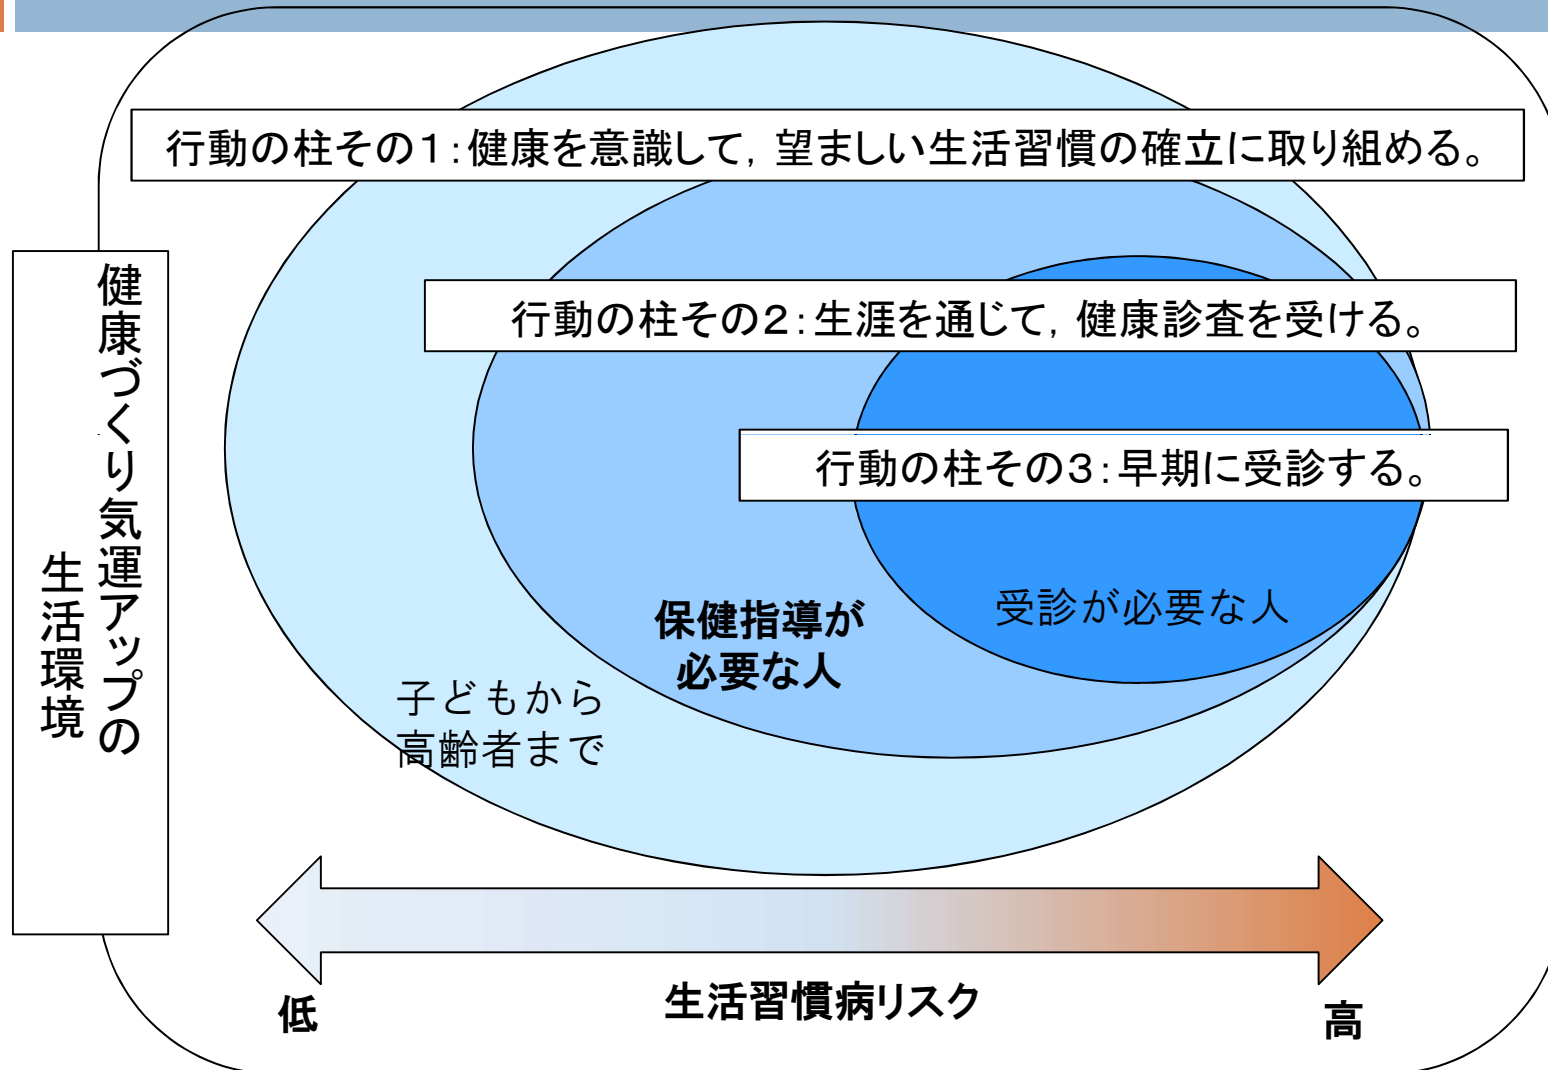 行動の柱その1：健康を意識して，望ましい生活習慣の確立に取り組める。
行動の柱その2：生涯を通じて，健康診査を受ける。
行動の柱その3：早期に受診する。
健康づくり気運アップの
生活環境
受診が必要な人
保健指導が
必要な人
子どもから
高齢者まで
低
生活習慣病リスク
高